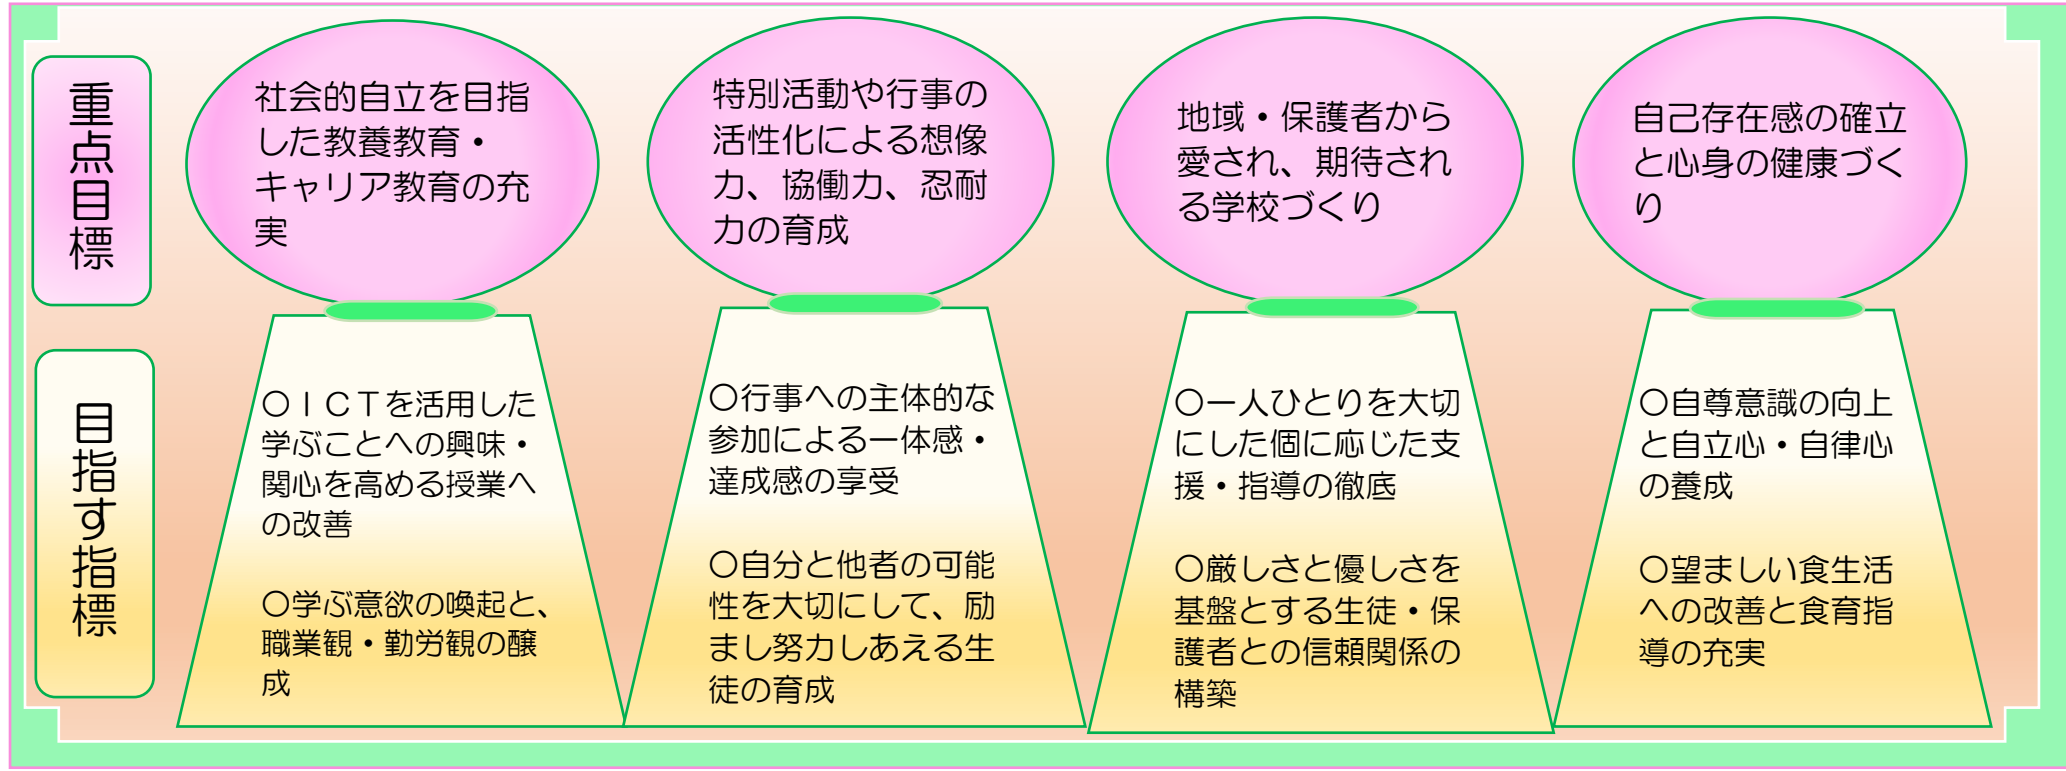 重点目標
社会的自立を目指
した教養教育・
キャリア教育の充
実
特別活動や行事の
活性化による想像
力、協働力、忍耐
力の育成
地域・保護者から
愛され、期待され
る学校づくり
自己存在感の確立
と心身の健康づく
り
目指す指標
○ＩＣＴを活用した
学ぶことへの興味・
関心を高める授業へ
の改善
○学ぶ意欲の喚起と、
職業観・勤労観の醸
成
○行事への主体的な
参加による一体感・
達成感の享受
○自分と他者の可能
性を大切にして、励
まし努力しあえる生
徒の育成
○一人ひとりを大切
にした個に応じた支
援・指導の徹底
○厳しさと優しさを
基盤とする生徒・保
護者との信頼関係の
構築
○自尊意識の向上
と自立心・自律心
の養成
○望ましい食生活
への改善と食育指
導の充実